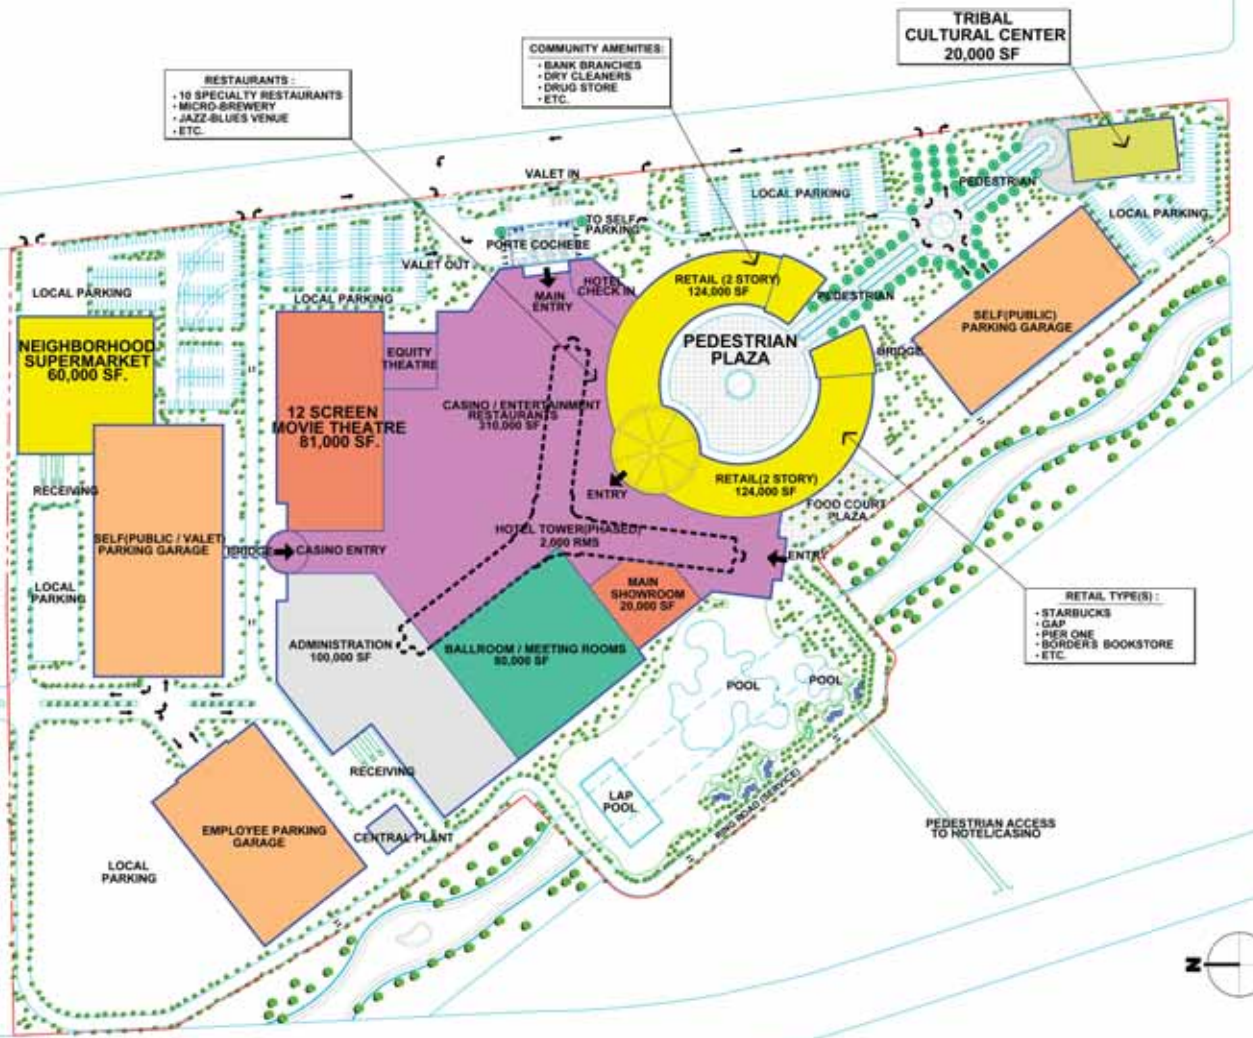 TRIBAL
CULTURAL CENTER
20,000 SF
COMMUNITY AMENITIES:
• BANK BRANCHES
• DRY CLEANERS
• DRUG STORE
• ETC.
RESTAURANTS :
• 10 SPECIALTY RESTAURANTS
• MICRO-BREWERY
• JAZZ-BLUES VENUE
• ETC.
VALET IN
TO SELF
PARKING
PORTE COCHERE
VALET OUT
LOCAL PARKING
PEDESTRIAN
LOCAL PARKING
LOCAL PARKING
LOCAL PARKING
MAIN
ENTRY
HOTEL
CHECK IN
RETAIL (2 STORY)
124,000 SF
PEDESTRIAN
SELF(PUBLIC)
PARKING GARAGE
BRIDGE
PEDESTRIAN
PLAZA
NEIGHBORHOOD
SUPERMARKET
60,000 SF.
EQUITY
THEATRE
12 SCREEN
MOVIE THEATRE
81,000 SF.
CASINO / ENTERTAINMENT
RESTAURANTS
310,000 SF
RETAIL(2 STORY)
124,000 SF
ENTRY
FOOD COURT
PLAZA
RECEIVING
SELF(PUBLIC / VALET)
PARKING GARAGE
BRIDGE
CASINO ENTRY
HOTEL TOWER(PHASED)
2,000 RMS
ENTRY
LOCAL
PARKING
MAIN
SHOWROOM
20,000 SF
RETAIL TYPE(S) :
• STARBUCKS
• GAP
• PIER ONE
• BORDERS BOOKSTORE
• ETC.
ADMINISTRATION
100,000 SF
BALLROOM / MEETING ROOMS
80,000 SF
POOL
POOL
RECEIVING
LAP
POOL
RING ROAD (SERVICE)
PEDESTRIAN ACCESS
TO HOTEL/CASINO
EMPLOYEE PARKING
GARAGE
CENTRAL PLANT
LOCAL
PARKING
N